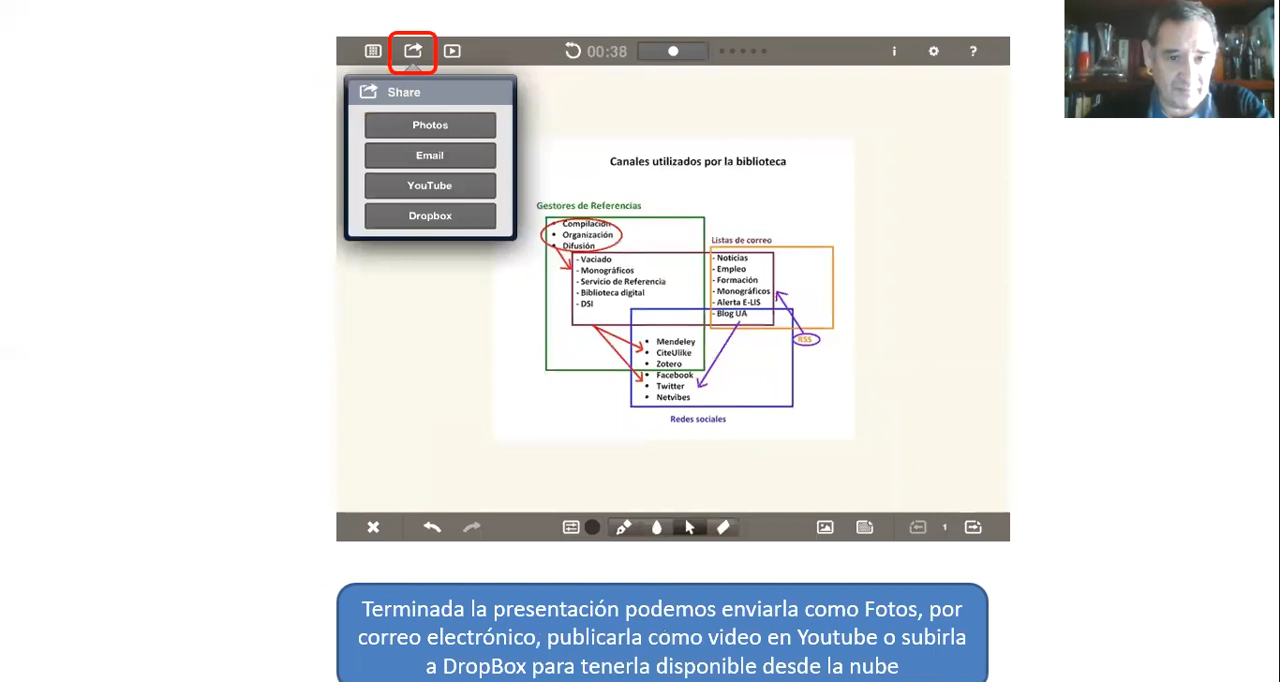 00:38
Share
Photos
Email
YouTube
Dropbox
Canales utilizados por la biblioteca
Gestores de Referencias
• Compilación
• Organización
• Difusión
- Vaciado
- Monográficos
- Servicio de Referencia
- Biblioteca digital
- DSI
Listas de correo
- Noticias
- Empleo
- Formación
- Monográficos
- Alerta E-LIS
- Blog UA
RSS
• Mendeley
• CiteUlike
• Zotero
• Facebook
• Twitter
• Netvibes
Redes sociales
1
Terminada la presentación podemos enviarla como Fotos, por
correo electrónico, publicarla como video en Youtube o subirla
a DropBox para tenerla disponible desde la nube